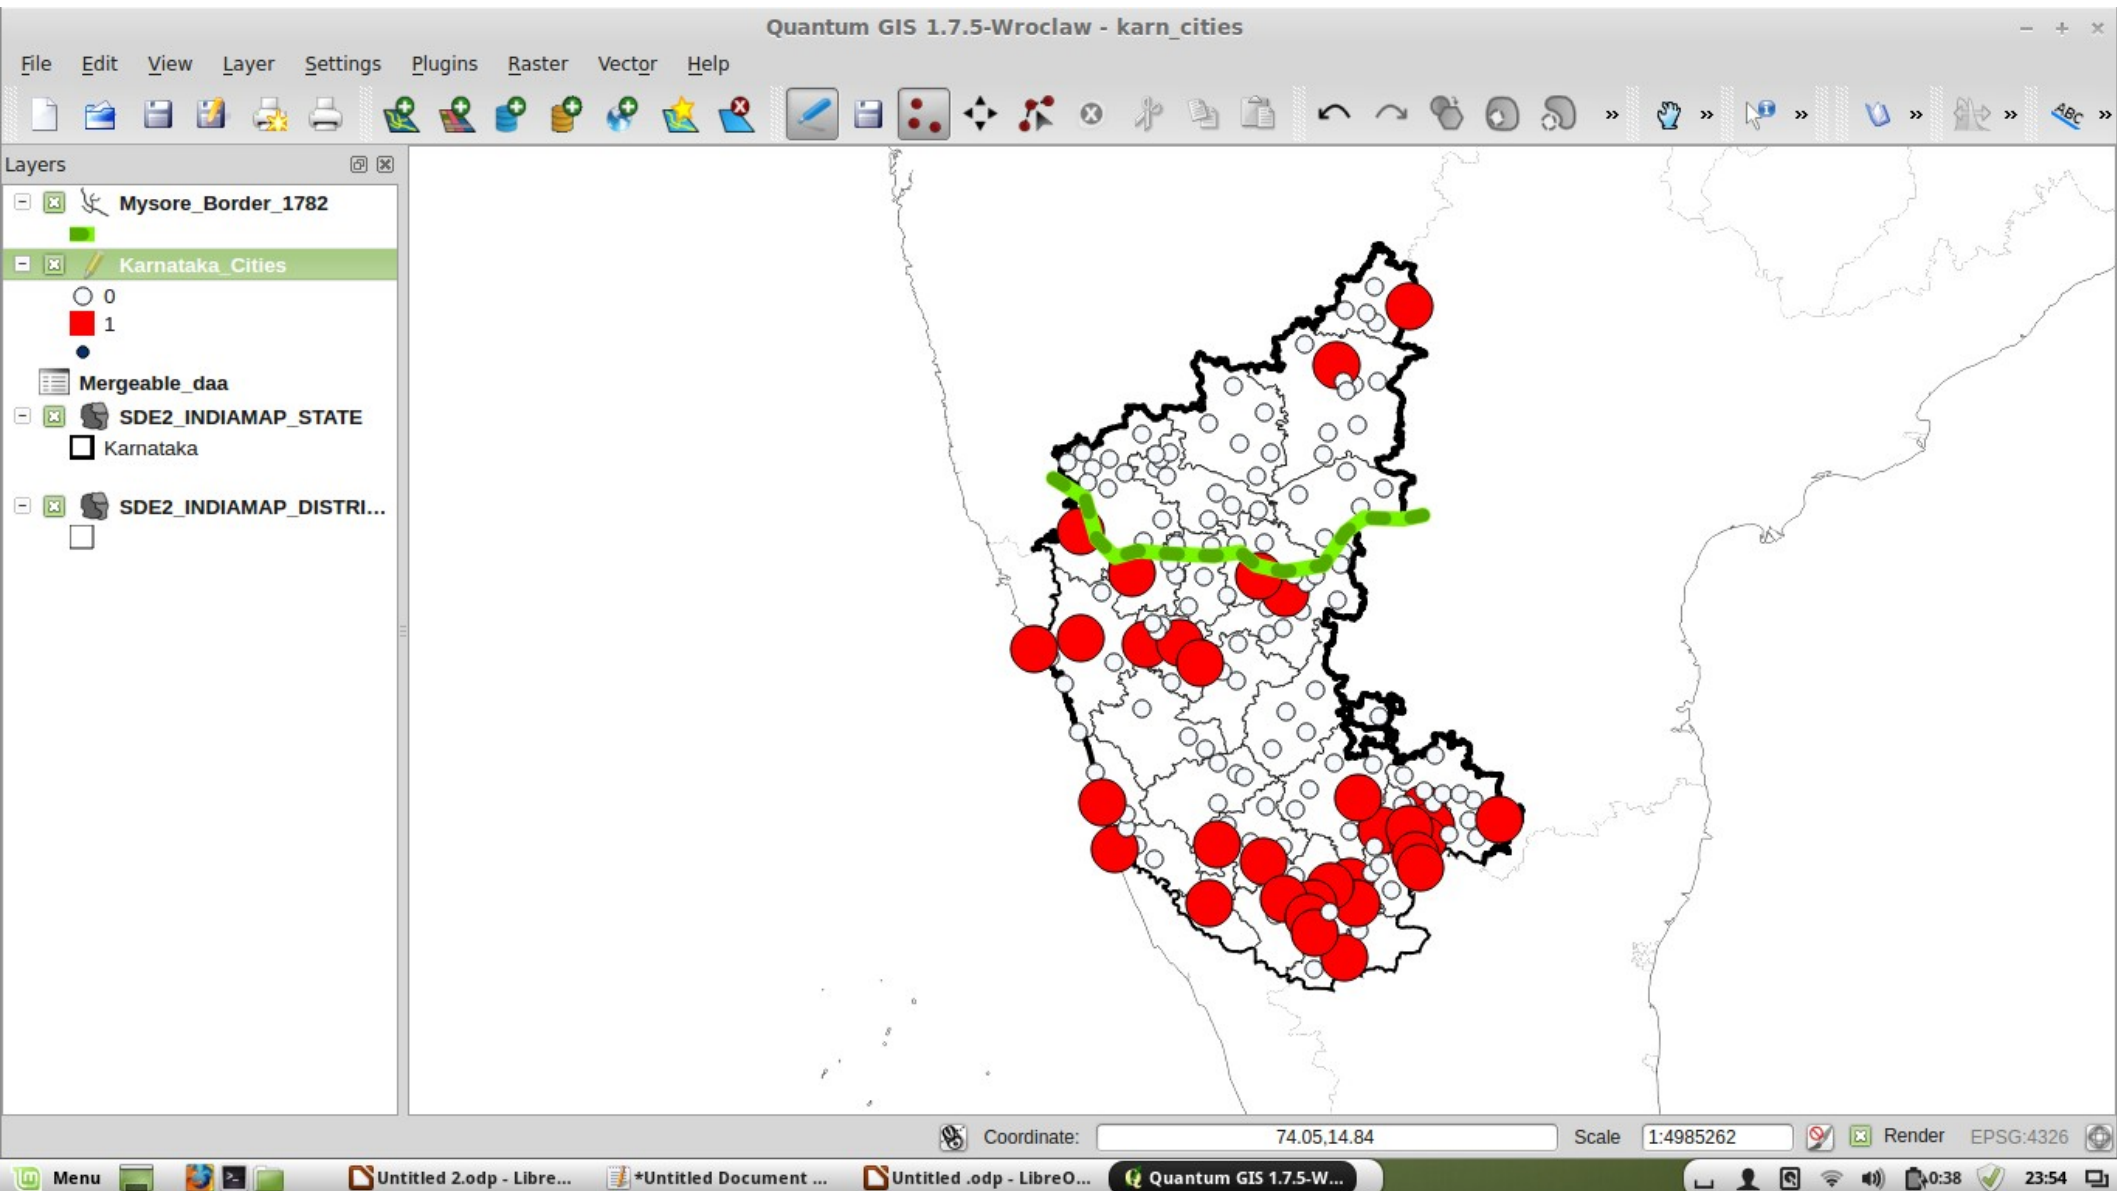 Quantum GIS 1.7.5-Wroclaw - karn_cities
File Edit View Layer Settings Plugins Raster Vector Help
ABC
Layers
Mysore_Border_1782
Karnataka_Cities
0
1
Mergeable_daa
SDE2_INDIAMAP_STATE
Karnataka
SDE2_INDIAMAP_DISTRI...
Coordinate: 74.05,14.84 Scale 1:4985262 Render EPSG:4326
Menu Untitled 2.odp - Libre... *Untitled Document ... Untitled .odp - LibreO... Quantum GIS 1.7.5-W... 0:38 23:54